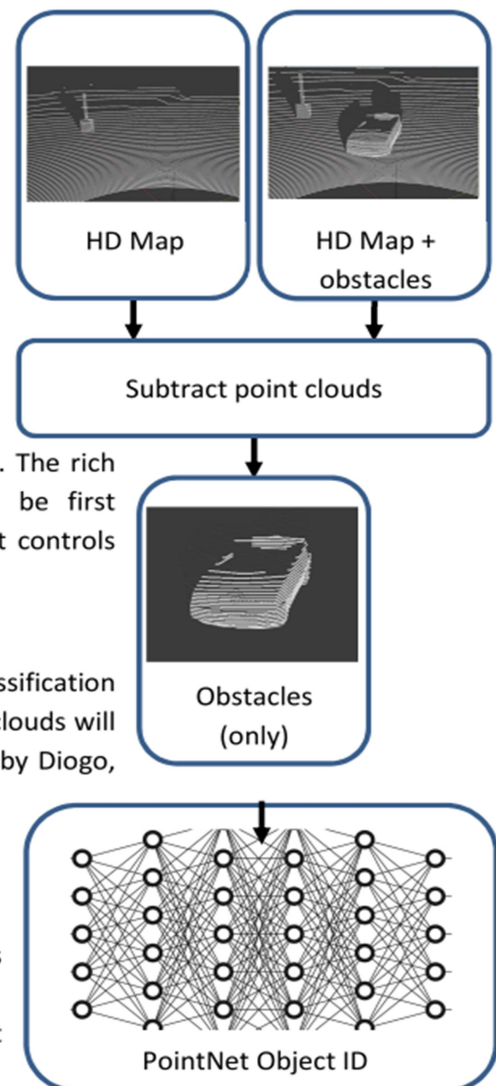 HD Map
HD Map +
obstacles
Subtract point clouds
. The rich
be first
t controls
Obstacles
(only)
ssification
clouds will
by Diogo,
s
t
PointNet Object ID